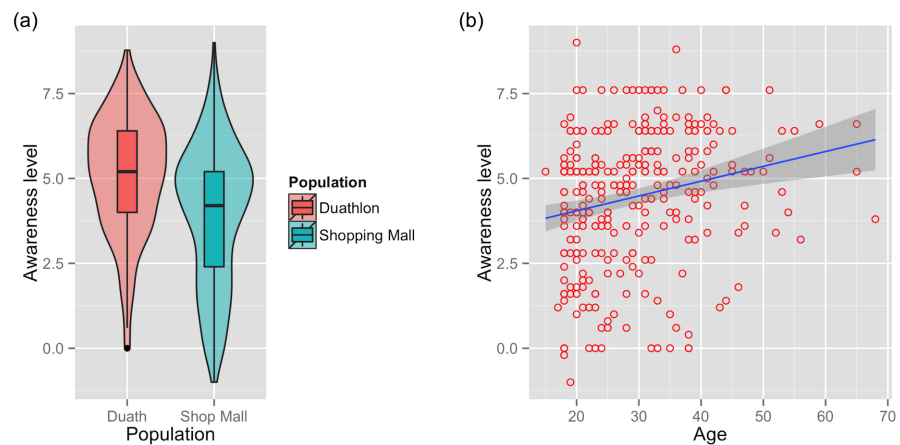 (a)
Awareness level
7.5
5.0
2.5
0.0
Duath
Shop Mall
Population
Population
Duathlon
Shopping Mall
(b)
Awareness level
7.5
5.0
2.5
0.0
20
30
40
50
60
70
Age